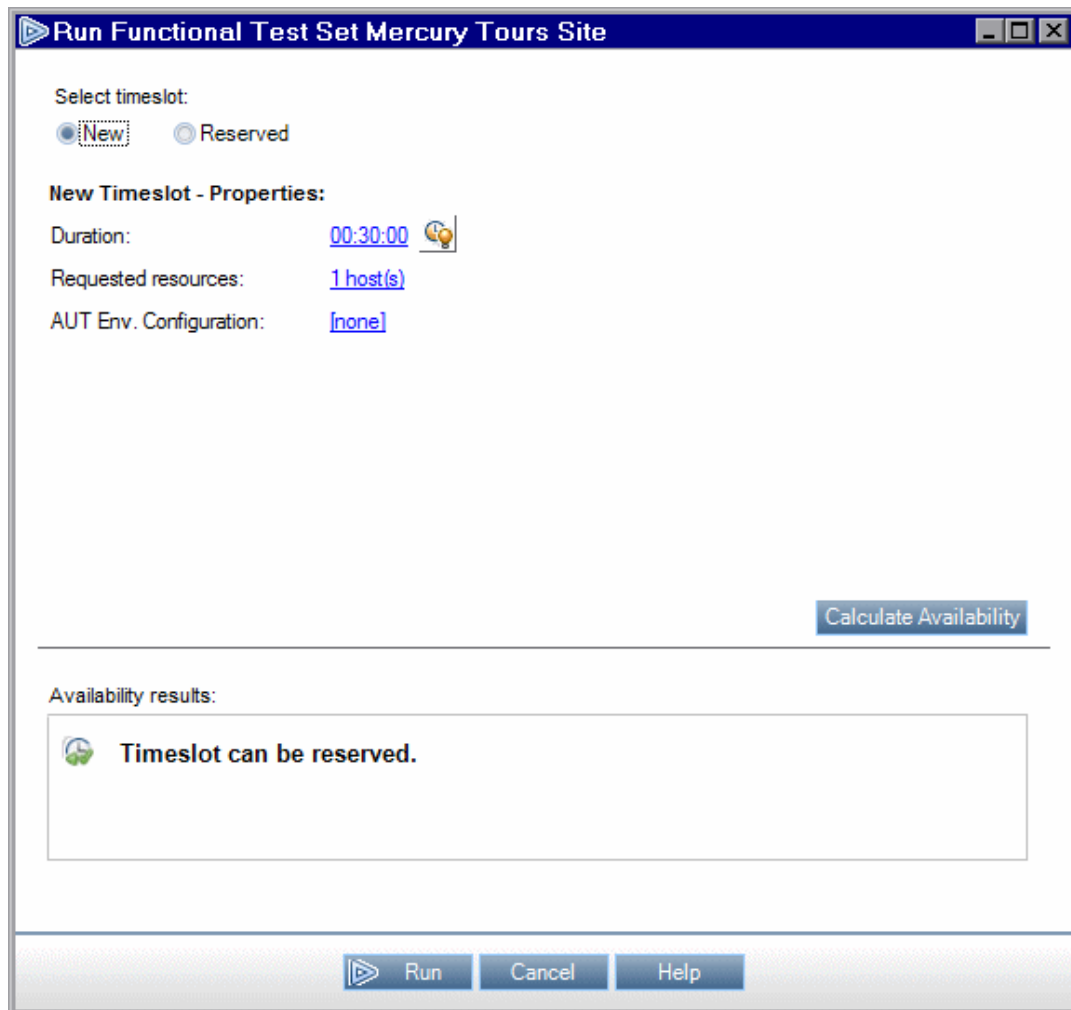 Run Functional Test Set Mercury Tours Site
Select timeslot:
New Reserved
New Timeslot - Properties:
Duration: 00:30:00
Requested resources: 1 host(s)
AUT Env. Configuration: [none]
Calculate Availability
Availability results:
Timeslot can be reserved.
Run Cancel Help